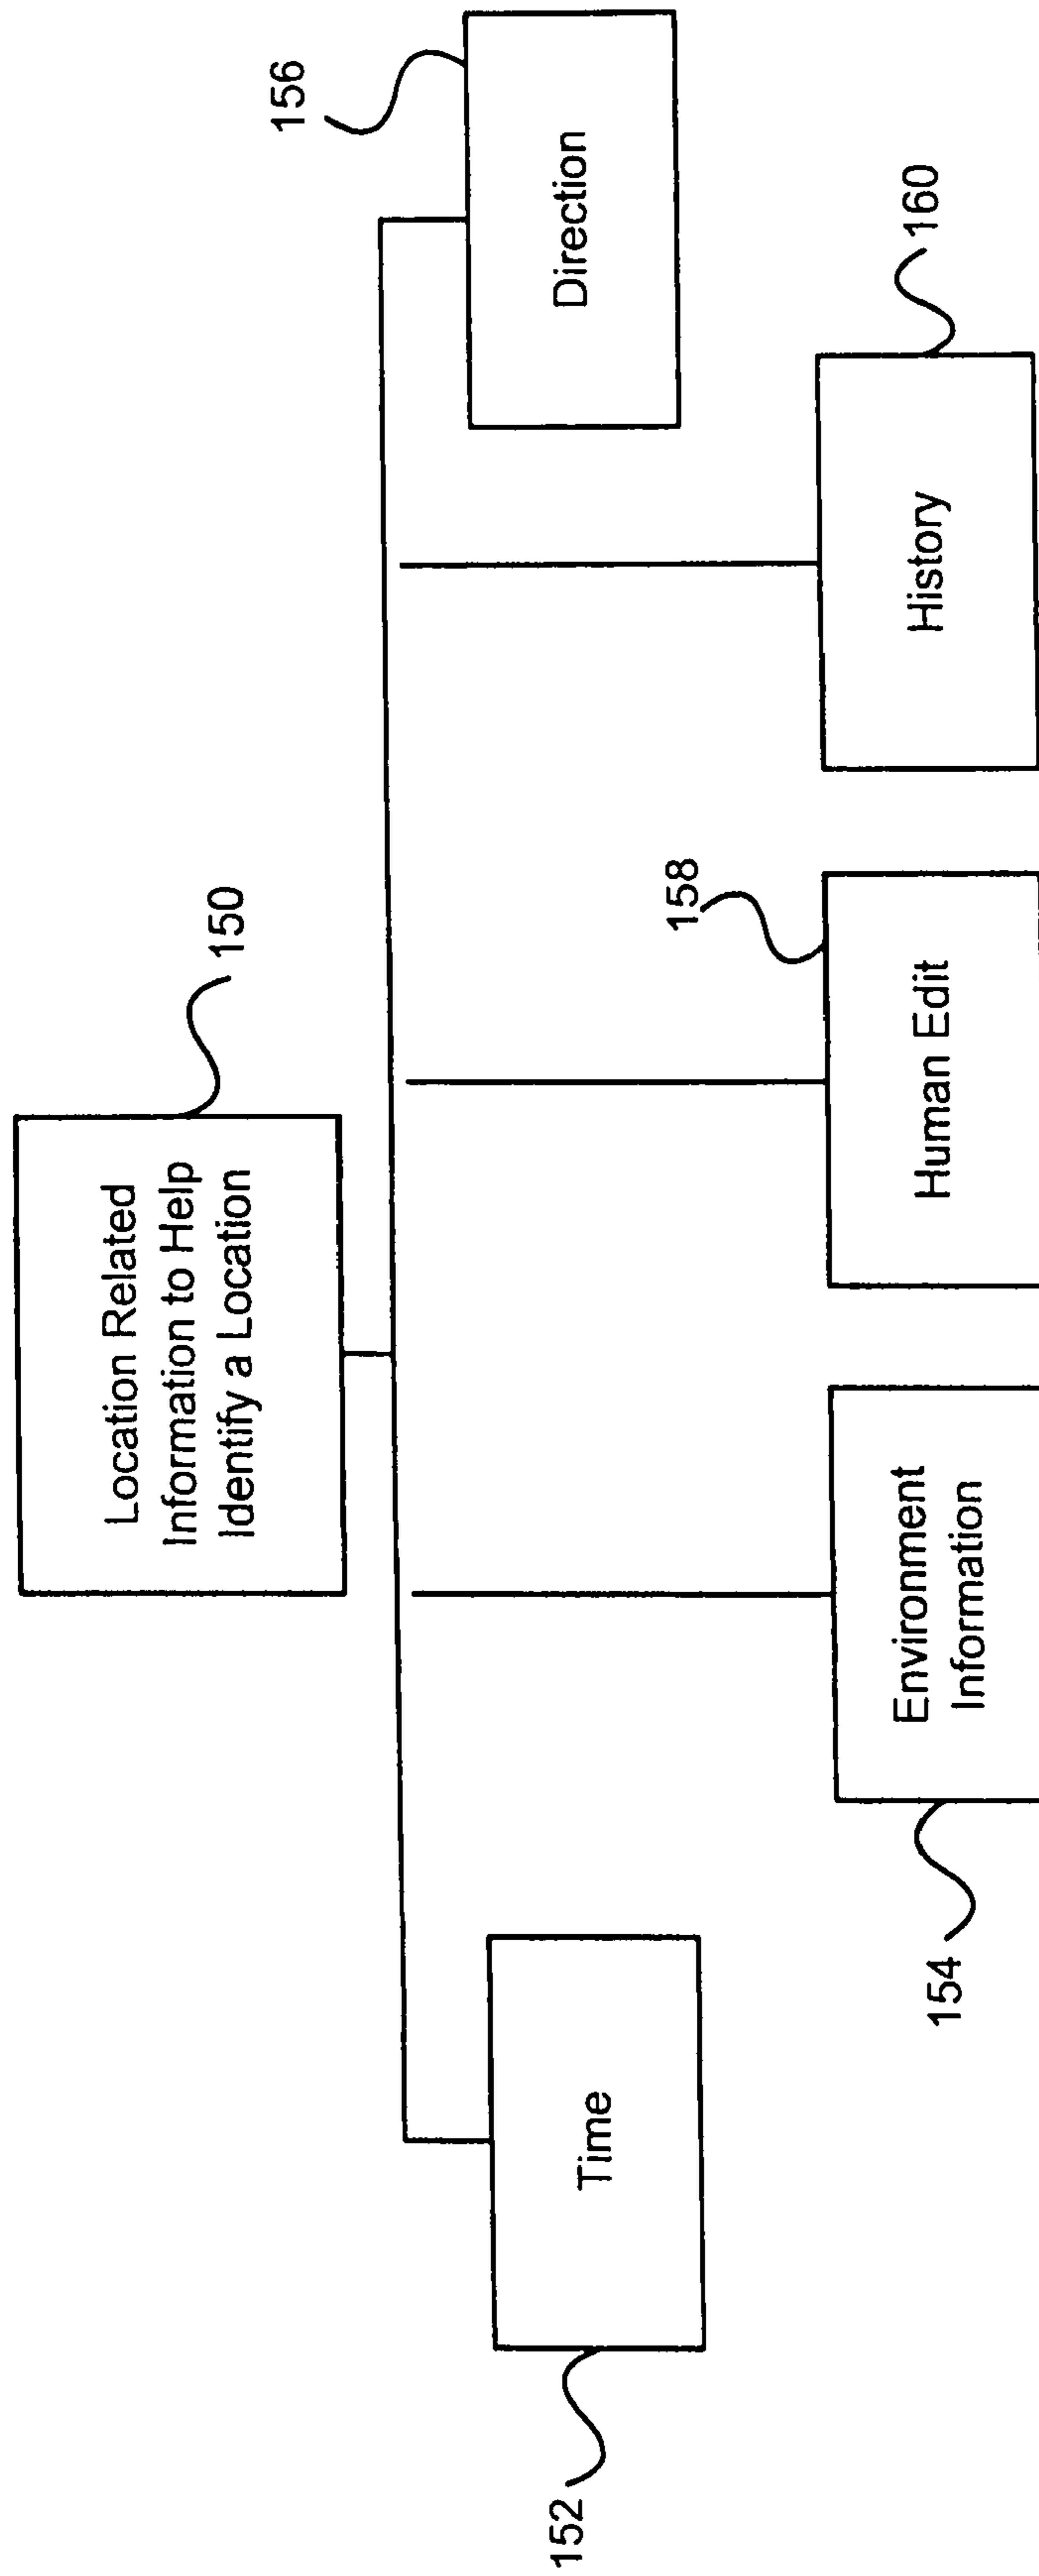 Location Related
Information to Help
Identify a Location
150
156
Direction
Time
152
158
160
Environment
Information
Human Edit
History
154